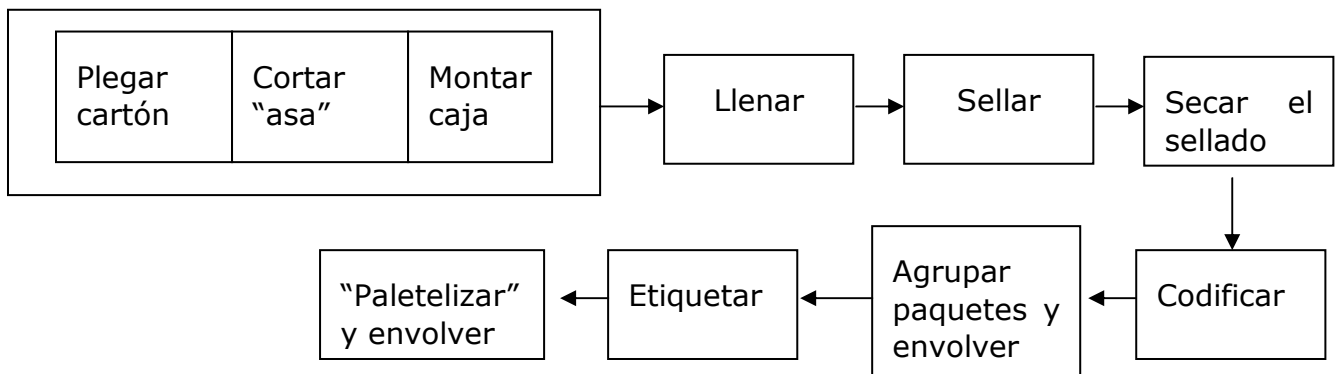 Plegar
cartón
Cortar
“asa”
Montar
caja
Llenar
Sellar
Secar el
sellado
Codificar
Agrupar
paquetes y
envolver
Etiquetar
“Paletelizar”
y envolver